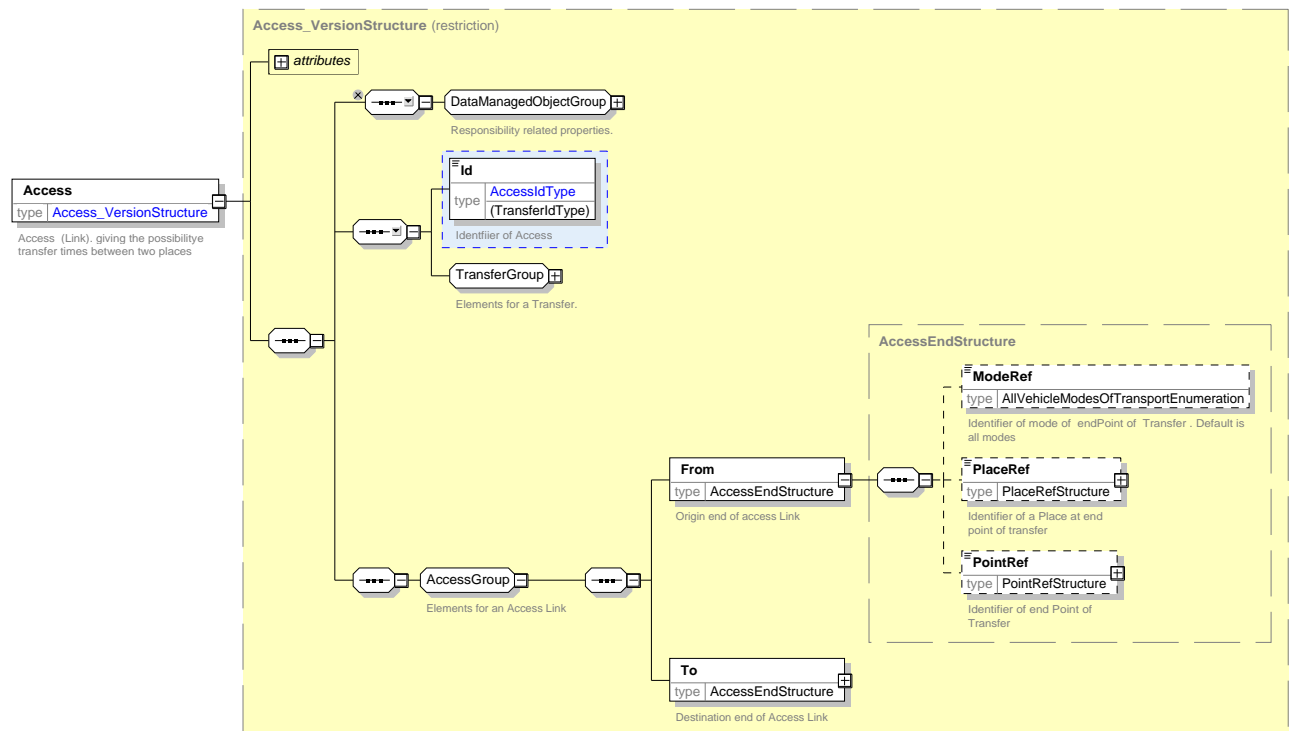 Access_VersionStructure (restriction)
attributes
DataManagedObjectGroup
Responsibility related properties.
Id
type AccessIdType
(TransferIdType)
Identfiier of Access
Access
type Access_VersionStructure
Access (Link). giving the possibilitye
transfer times between two places
TransferGroup
Elements for a Transfer.
AccessEndStructure
ModeRef
type AllVehicleModesOfTransportEnumeration
Identifier of mode of endPoint of Transfer . Default is
all modes
From
type AccessEndStructure
Origin end of access Link
PlaceRef
type PlaceRefStructure
Identifier of a Place at end
point of transfer
PointRef
type PointRefStructure
Identifier of end Point of
Transfer
AccessGroup
Elements for an Access Link
To
type AccessEndStructure
Destination end of Access Link